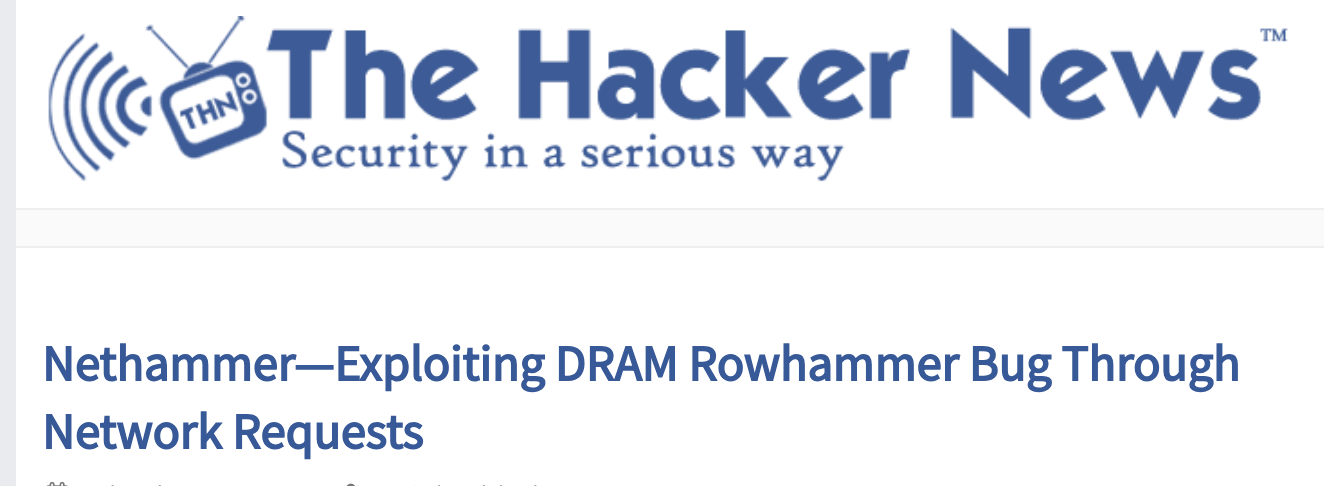 THN
The Hacker News™
Security in a serious way
Nethammer—Exploiting DRAM Rowhammer Bug Through
Network Requests